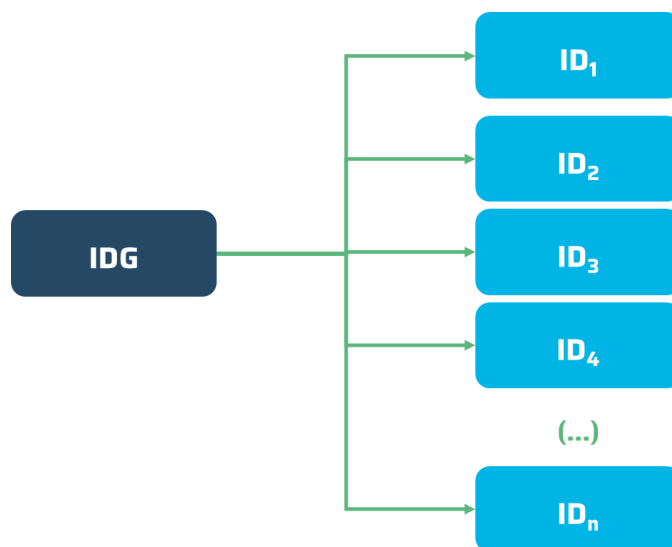 ID₁
ID₂
IDG
ID₃
ID₄
(...)
IDₙ